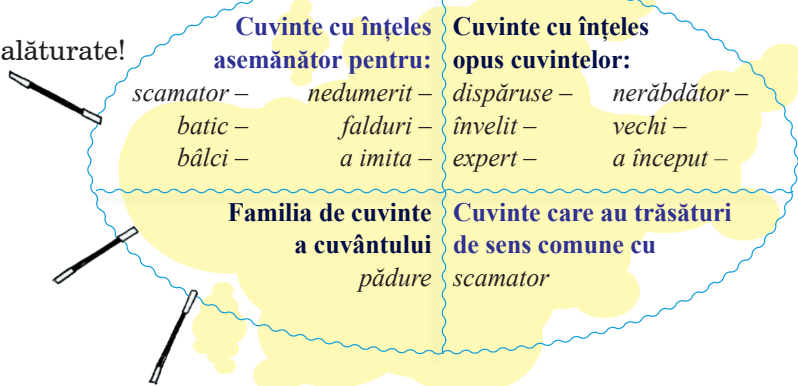 alăturate!
Cuvinte cu înțeles
asemănător pentru:
scamator – nedumerit –
batic – falduri –
bâlci – a imita –
Cuvinte cu înțeles
opus cuvintelor:
dispăruse – nerăbdător –
învelit – vechi –
expert – a început –
Familia de cuvinte
a cuvântului
pădure
Cuvinte care au trăsături
de sens comune cu
scamator